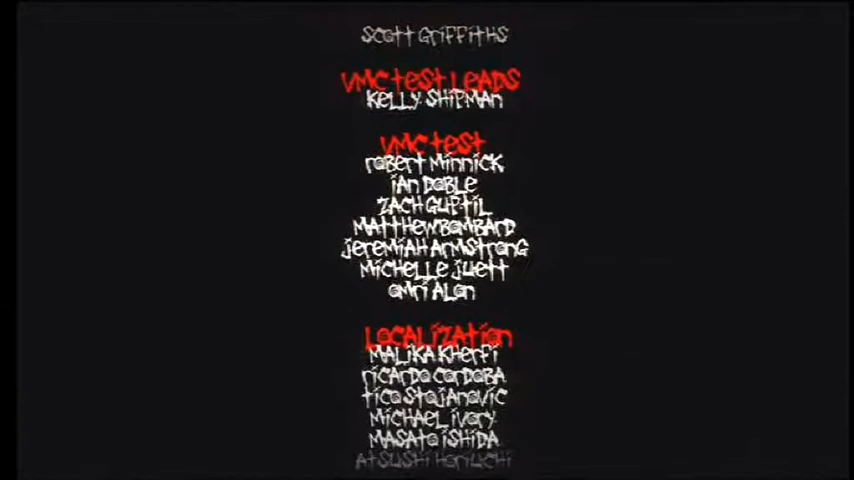 Scott Griffiths
VMC test Leads
Kelly Shipman
VMC test
robert Minnick
ian Doble
Zach Guptil
Matthew Bombard
Jeremiah Armstrong
Michelle Juett
omri Alon
Localization
Malika Kherfi
ricardo Cordoba
tico Stojanovic
Michael ivory
Masato ishida
Atsushi Horiuchi